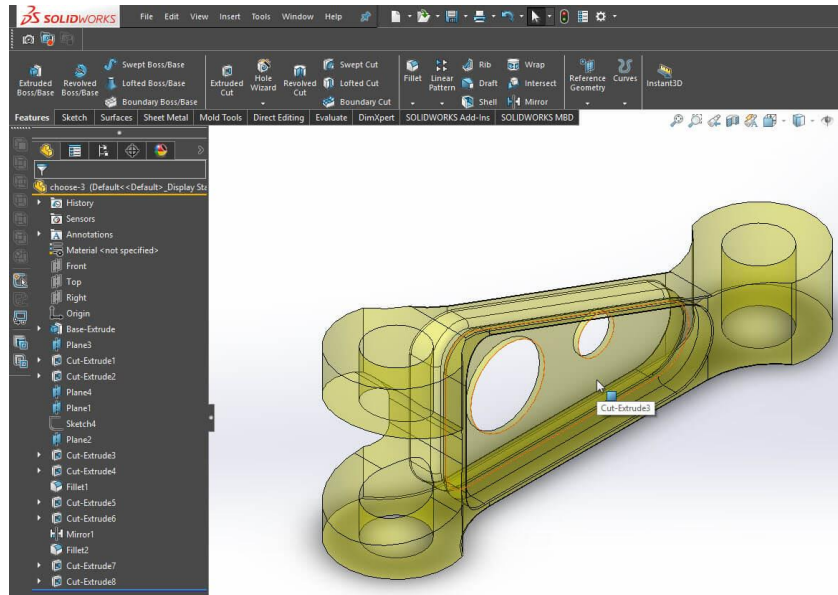 SOLIDWORKS File Edit View Insert Tools Window Help
Extruded Boss/Base
Revolved Boss/Base
Swept Boss/Base
Lofted Boss/Base
Boundary Boss/Base
Extruded Cut
Hole Wizard
Revolved Cut
Swept Cut
Lofted Cut
Boundary Cut
Fillet
Linear Pattern
Rib
Draft
Shell
Wrap
Intersect
Mirror
Reference Geometry
Curves
Instant3D
Features Sketch Surfaces Sheet Metal Mold Tools Direct Editing Evaluate DimXpert SOLIDWORKS Add-Ins SOLIDWORKS MBD
choose-3 (Default<<Default>_Display Sta
History
Sensors
Annotations
Material <not specified>
Front
Top
Right
Origin
Base-Extrude
Plane3
Cut-Extrude1
Cut-Extrude2
Plane4
Plane1
Sketch4
Plane2
Cut-Extrude3
Cut-Extrude4
Fillet1
Cut-Extrude5
Cut-Extrude6
Mirror1
Fillet2
Cut-Extrude7
Cut-Extrude8
Cut-Extrude3